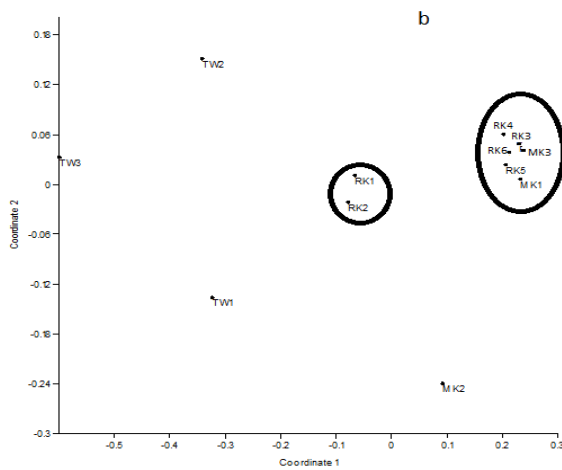 b
0.18
TW2
0.12
RK4
RK3
0.06
RK6
MK3
TW3
RK5
RK1
MK1
0
RK2
-0.06
-0.12
TW1
-0.18
-0.24
MK2
-0.3
-0.5
-0.4
-0.3
-0.2
-0.1
0
0.1
0.2
0.3
Coordinate 1
Coordinate 2